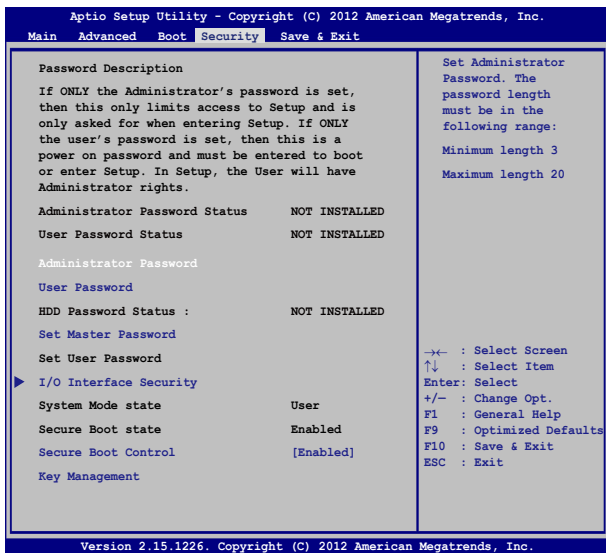 Aptio Setup Utility - Copyright (C) 2012 American Megatrends, Inc.
Main Advanced Boot Security Save & Exit
Password Description
If ONLY the Administrator's password is set,
then this only limits access to Setup and is
only asked for when entering Setup. If ONLY
the user's password is set, then this is a
power on password and must be entered to boot
or enter Setup. In Setup, the User will have
Administrator rights.
Administrator Password Status NOT INSTALLED
User Password Status NOT INSTALLED
Administrator Password
User Password
HDD Password Status : NOT INSTALLED
Set Master Password
Set User Password
I/O Interface Security
System Mode state User
Secure Boot state Enabled
Secure Boot Control [Enabled]
Key Management
Set Administrator
Password. The
password length
must be in the
following range:
Minimum length 3
Maximum length 20
→← : Select Screen
↑↓ : Select Item
Enter: Select
+/— : Change Opt.
F1 : General Help
F9 : Optimized Defaults
F10 : Save & Exit
ESC : Exit
Version 2.15.1226. Copyright (C) 2012 American Megatrends, Inc.